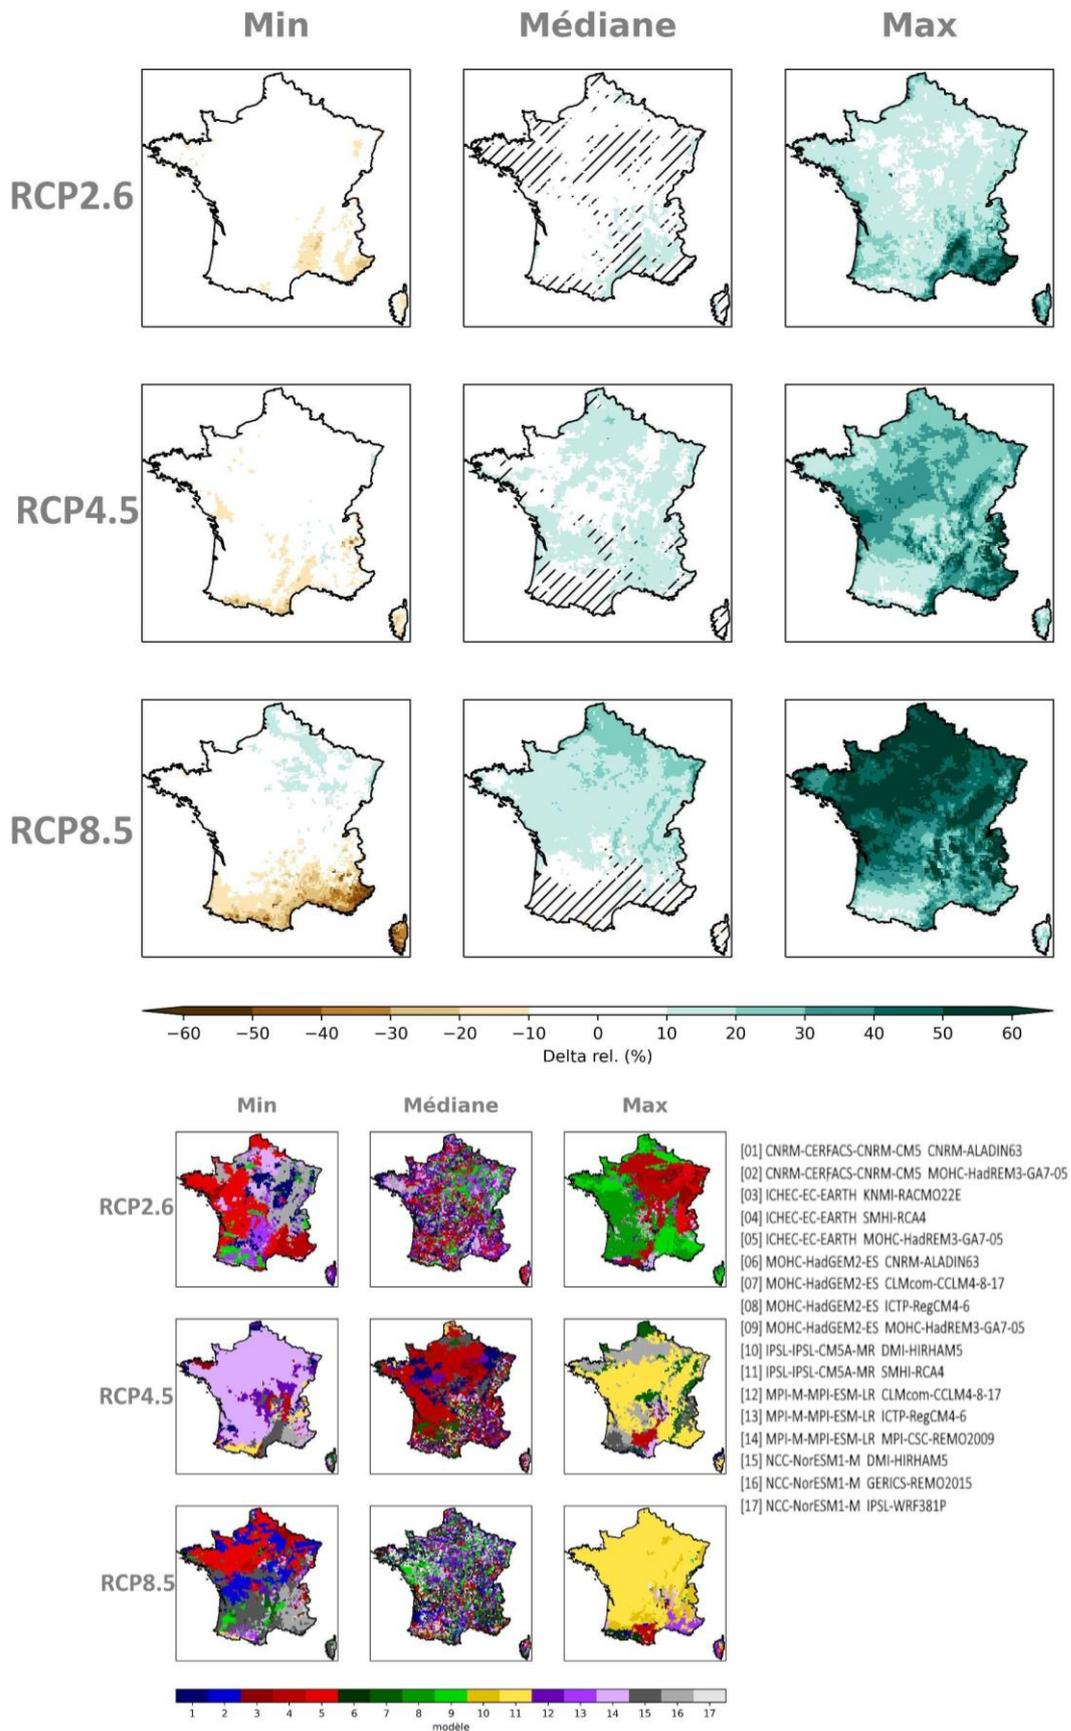 Min Médiane Max
RCP2.6
RCP4.5
RCP8.5
−60 −50 −40 −30 −20 −10 0 10 20 30 40 50 60
Delta rel. (%)
Min Médiane Max
RCP2.6
RCP4.5
RCP8.5
[01] CNRM-CERFACS-CNRM-CM5 CNRM-ALADIN63
[02] CNRM-CERFACS-CNRM-CM5 MOHC-HadREM3-GA7-05
[03] ICHEC-EC-EARTH KNMI-RACMO22E
[04] ICHEC-EC-EARTH SMHI-RCA4
[05] ICHEC-EC-EARTH MOHC-HadREM3-GA7-05
[06] MOHC-HadGEM2-ES CNRM-ALADIN63
[07] MOHC-HadGEM2-ES CLMcom-CCLM4-8-17
[08] MOHC-HadGEM2-ES ICTP-RegCM4-6
[09] MOHC-HadGEM2-ES MOHC-HadREM3-GA7-05
[10] IPSL-IPSL-CM5A-MR DMI-HIRHAM5
[11] IPSL-IPSL-CM5A-MR SMHI-RCA4
[12] MPI-M-MPI-ESM-LR CLMcom-CCLM4-8-17
[13] MPI-M-MPI-ESM-LR ICTP-RegCM4-6
[14] MPI-M-MPI-ESM-LR MPI-CSC-REMO2009
[15] NCC-NorESM1-M DMI-HIRHAM5
[16] NCC-NorESM1-M GERICS-REMO2015
[17] NCC-NorESM1-M IPSL-WRF381P
1 2 3 4 5 6 7 8 9 10 11 12 13 14 15 16 17
modèle